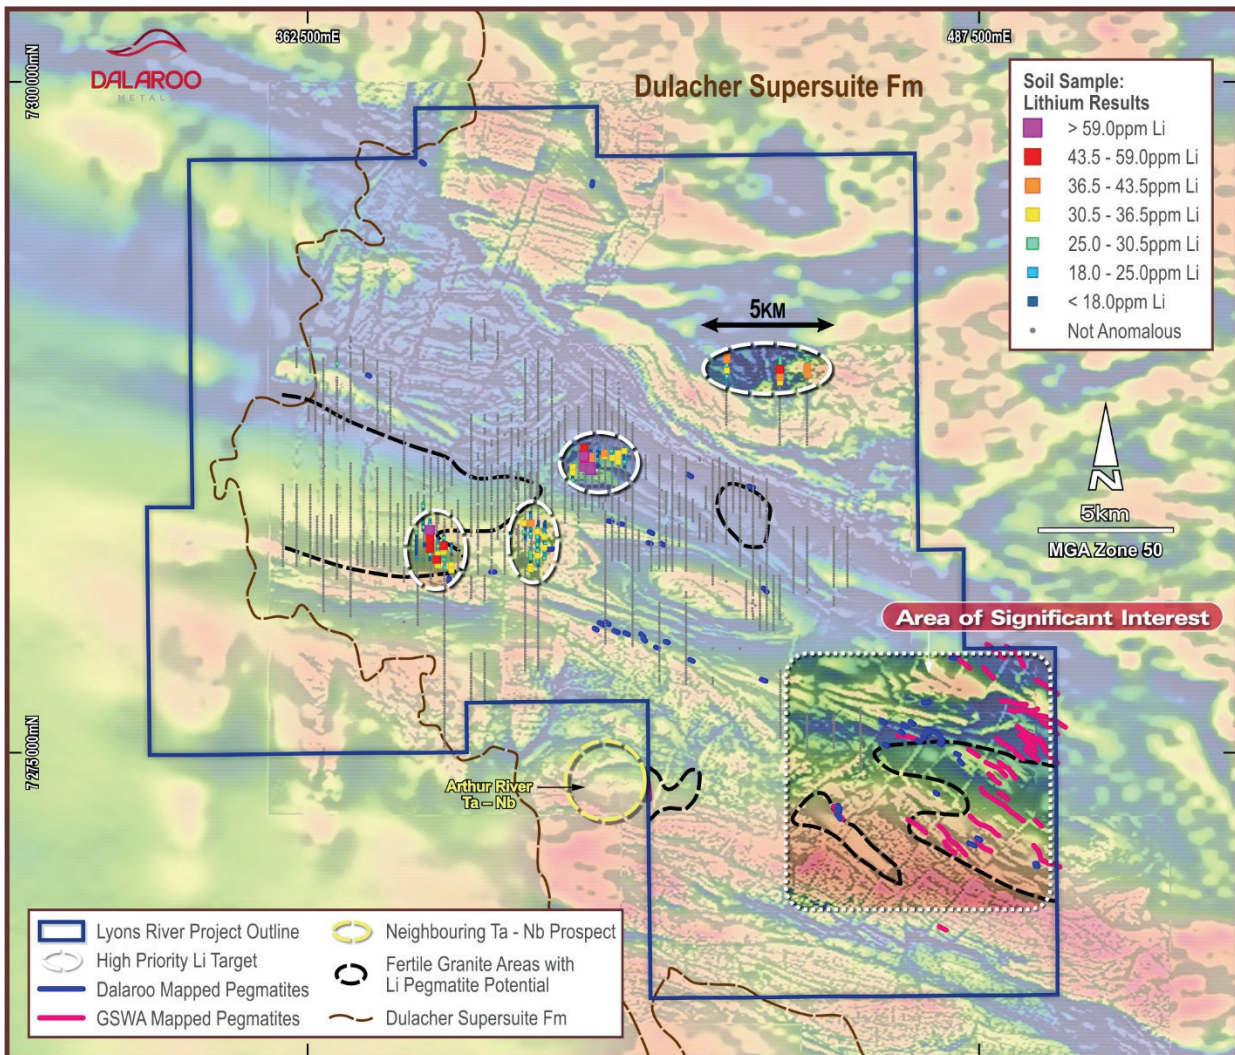 362 500mE
487 500mE
7 300 000mN
DALAROO
METALS
Dulacher Supersuite Fm
Soil Sample:
Lithium Results
> 59.0ppm Li
43.5 - 59.0ppm Li
36.5 - 43.5ppm Li
30.5 - 36.5ppm Li
25.0 - 30.5ppm Li
18.0 - 25.0ppm Li
< 18.0ppm Li
Not Anomalous
5KM
N
5km
MGA Zone 50
Area of Significant Interest
7 275 000mN
Arthur River
Ta – Nb
Lyons River Project Outline
High Priority Li Target
Dalaroo Mapped Pegmatites
GSWA Mapped Pegmatites
Neighbouring Ta - Nb Prospect
Fertile Granite Areas with
Li Pegmatite Potential
Dulacher Supersuite Fm